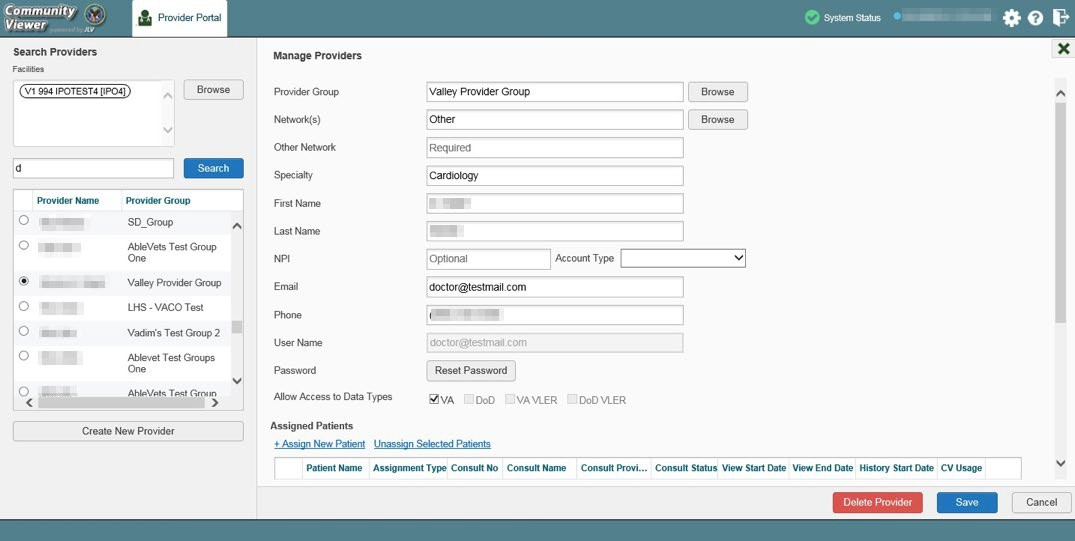 Community
Viewer powered by JLV
Provider Portal
System Status
Search Providers
Facilities
V1 994 IPOTEST4 [IPO4]
Browse
d
Search
Provider Name Provider Group
SD_Group
AbleVets Test Group
One
Valley Provider Group
LHS - VACO Test
Vadim's Test Group 2
Ablevet Test Groups
One
AbleVets Test Group
Create New Provider
Manage Providers
Provider Group Valley Provider Group Browse
Network(s) Other Browse
Other Network Required
Specialty Cardiology
First Name
Last Name
NPI Optional Account Type
Email doctor@testmail.com
Phone (
User Name doctor@testmail.com
Password Reset Password
Allow Access to Data Types VA DoD VA VLER DoD VLER
Assigned Patients
+ Assign New Patient Unassign Selected Patients
Patient Name Assignment Type Consult No Consult Name Consult Provi... Consult Status View Start Date View End Date History Start Date CV Usage
Delete Provider Save Cancel